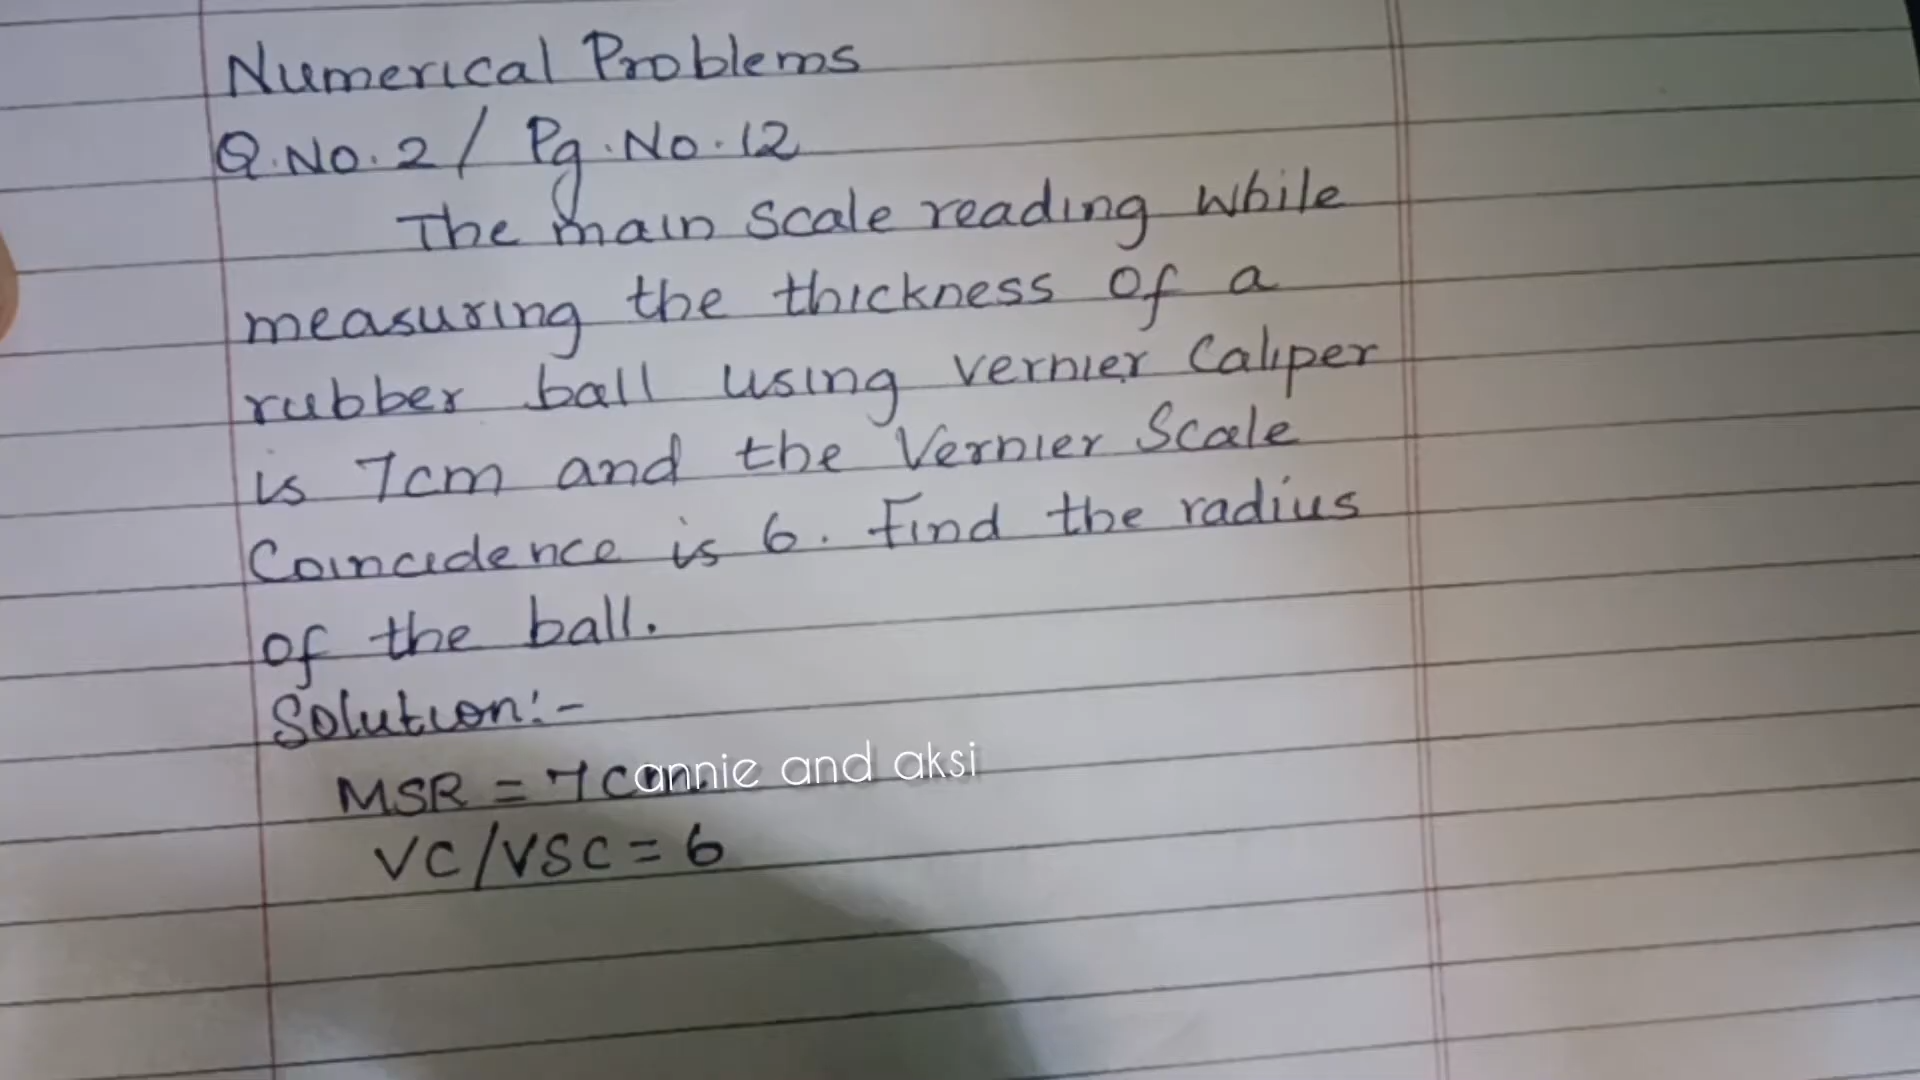 Numerical Problems
Q.No.2/ Pg.No.12
The main scale reading while
measuring the thickness of a
rubber ball using vernier Caliper
is 7cm and the Vernier Scale
Coincidence is 6. Find the radius
of the ball.
Solution:-
MSR = 7cm
annie and aksi
VC/VSC = 6